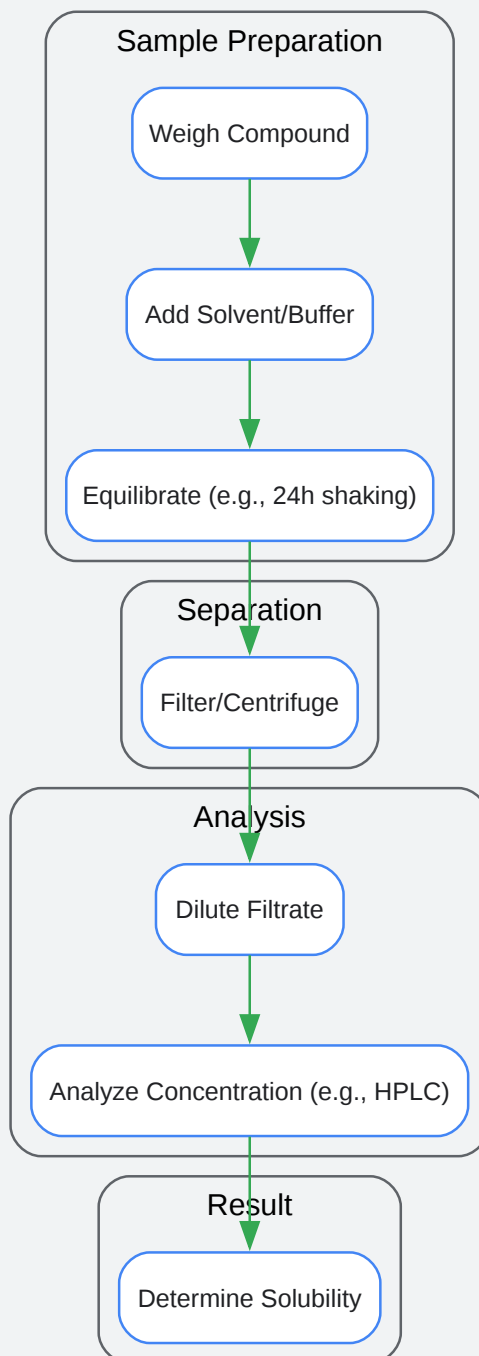 Sample Preparation
Weigh Compound
Add Solvent/Buffer
Equilibrate (e.g., 24h shaking)
Separation
Filter/Centrifuge
Analysis
Dilute Filtrate
Analyze Concentration (e.g., HPLC)
Result
Determine Solubility